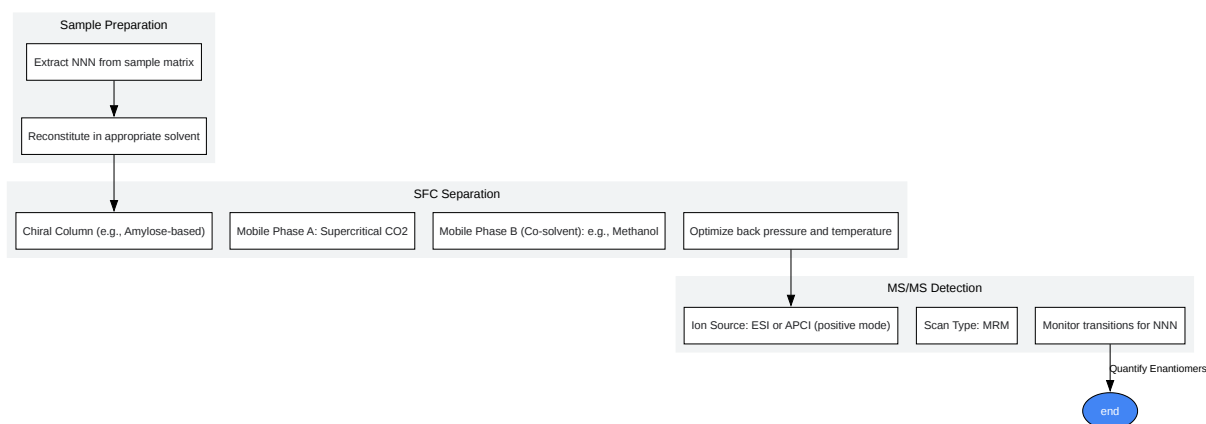 Sample Preparation
Extract NNN from sample matrix
Reconstitute in appropriate solvent
SFC Separation
Chiral Column (e.g., Amylose-based)
Mobile Phase A: Supercritical CO2
Mobile Phase B (Co-solvent): e.g., Methanol
Optimize back pressure and temperature
MS/MS Detection
Ion Source: ESI or APCI (positive mode)
Scan Type: MRM
Monitor transitions for NNN
Quantify Enantiomers
end